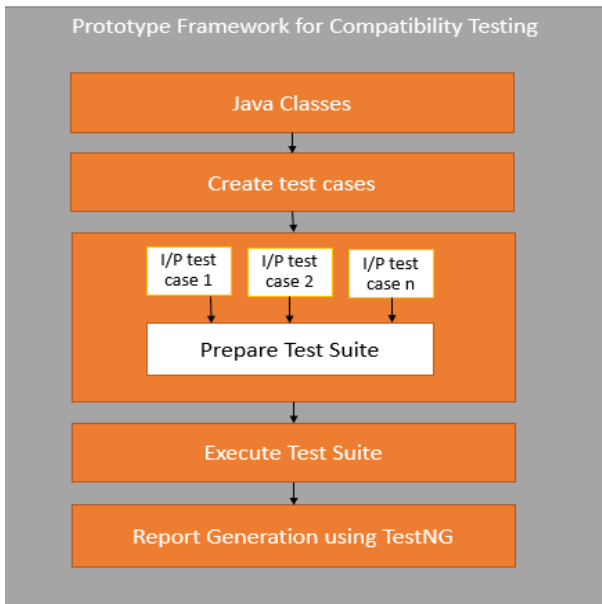 Prototype Framework for Compatibility Testing
Java Classes
Create test cases
I/P test
case 1
I/P test
case 2
I/P test
case n
Prepare Test Suite
Execute Test Suite
Report Generation using TestNG